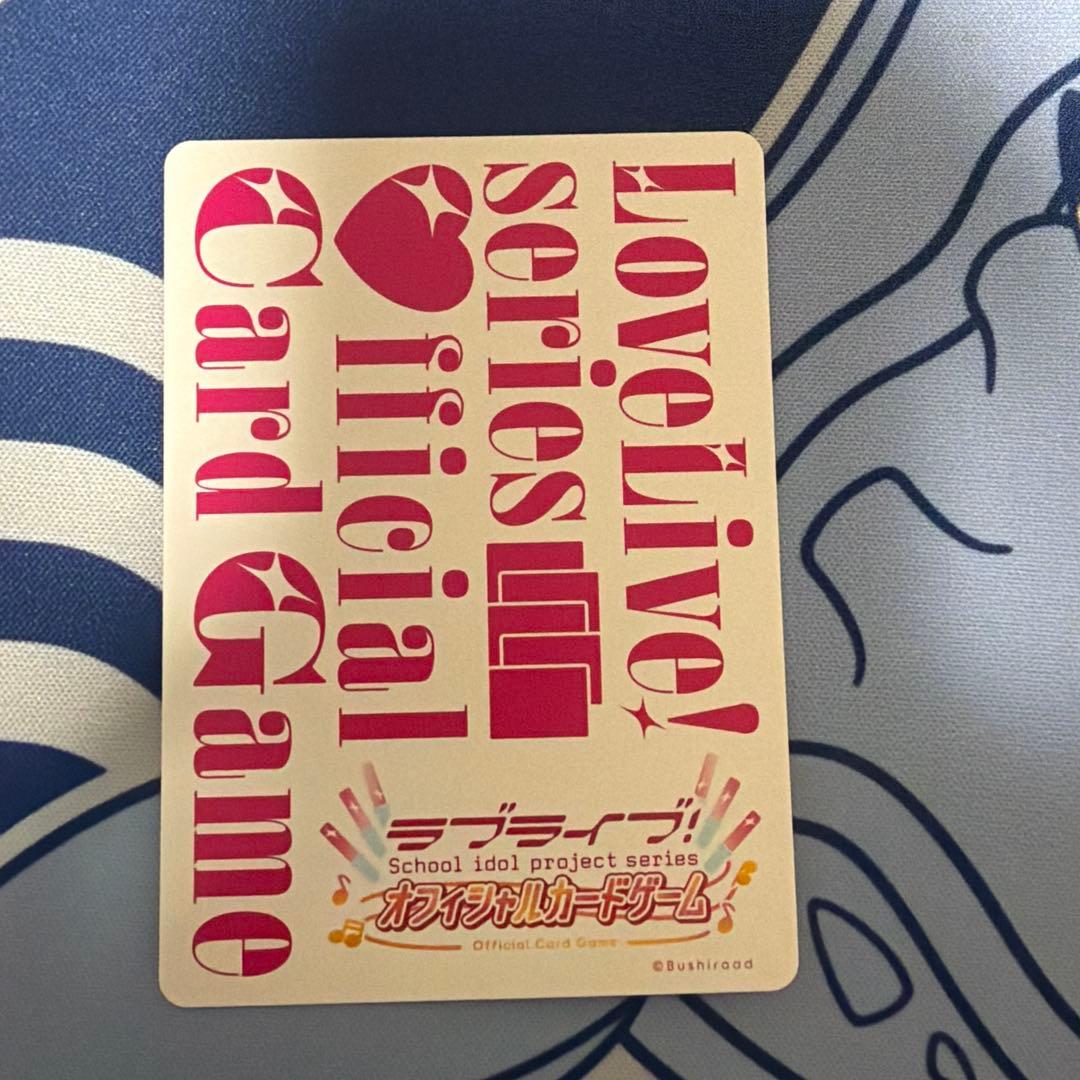 LoveLive!
series
Official
Card Game
ラブライブ!
School idol project series
オフィシャルカードゲーム
Official Card Game
©Bushiroad